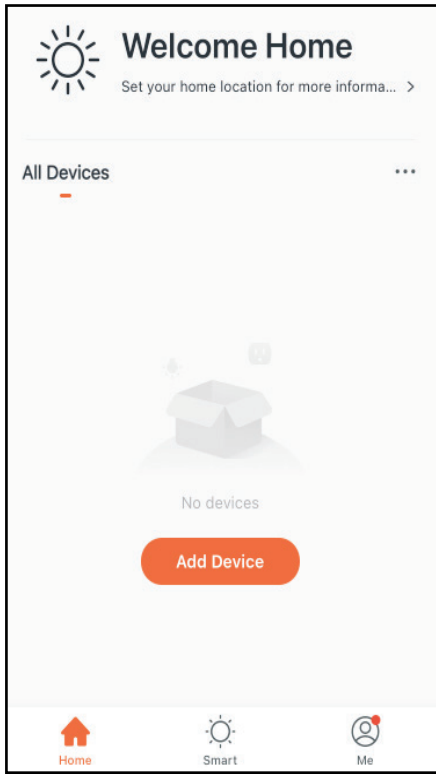 Welcome Home
Set your home location for more informa... >
All Devices
No devices
Add Device
Home
Smart
Me